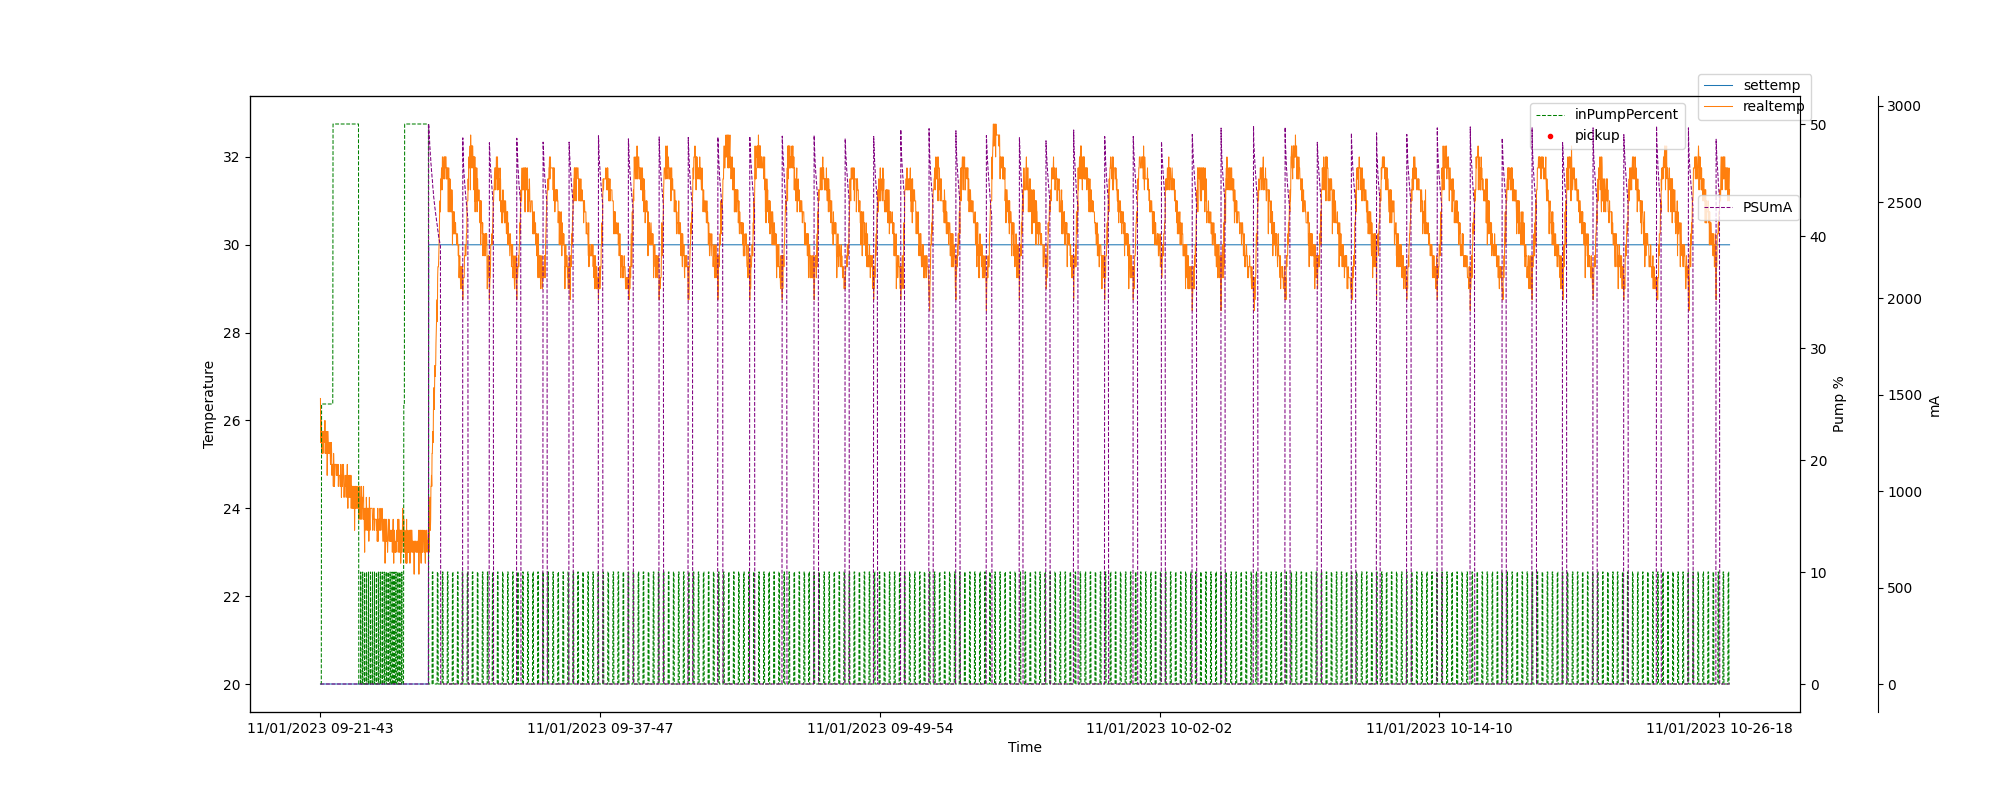 settemp
realtemp
inPumpPercent
pickup
PSUmA
Temperature
32
30
28
26
24
22
20
50
40
30
20
10
0
Pump %
3000
2500
2000
1500
1000
500
0
mA
11/01/2023 09-21-43
11/01/2023 09-37-47
11/01/2023 09-49-54
11/01/2023 10-02-02
11/01/2023 10-14-10
11/01/2023 10-26-18
Time